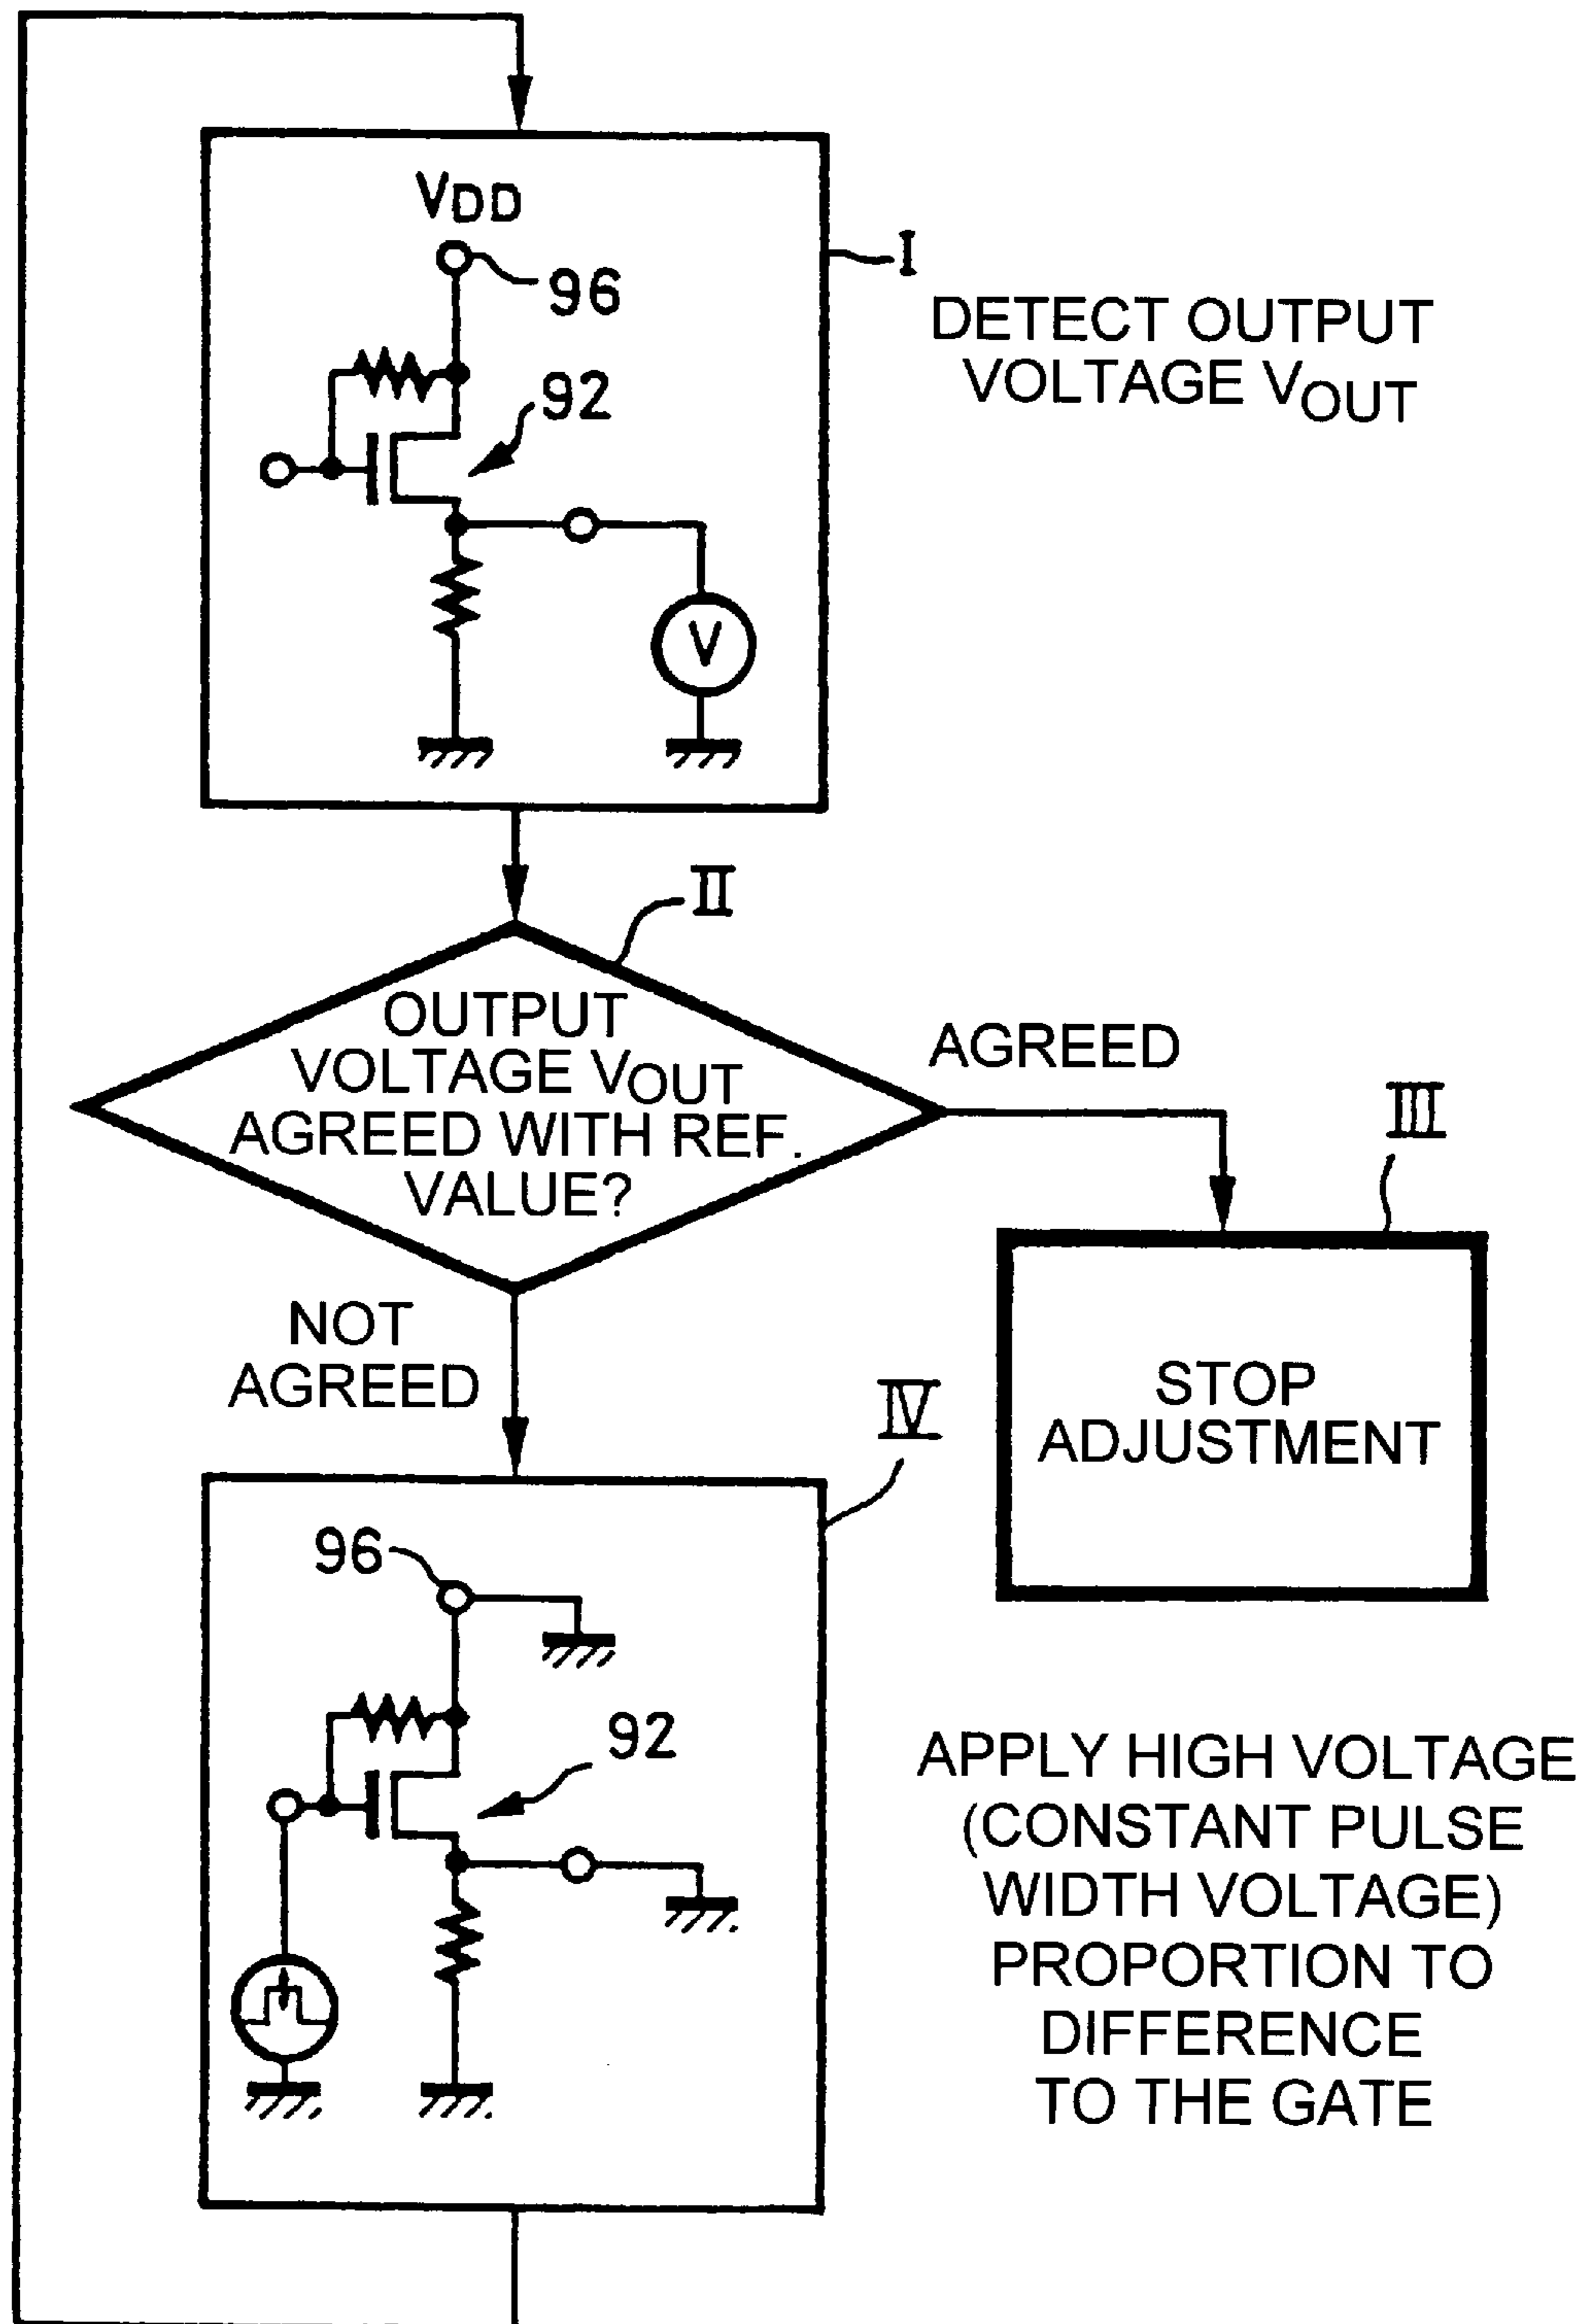 VDD
96
I
DETECT OUTPUT
VOLTAGE VOUT
92
V
II
OUTPUT
VOLTAGE VOUT
AGREED WITH REF.
VALUE?
AGREED
III
NOT
AGREED
STOP
ADJUSTMENT
IV
96
92
APPLY HIGH VOLTAGE
(CONSTANT PULSE
WIDTH VOLTAGE)
PROPORTION TO
DIFFERENCE
TO THE GATE